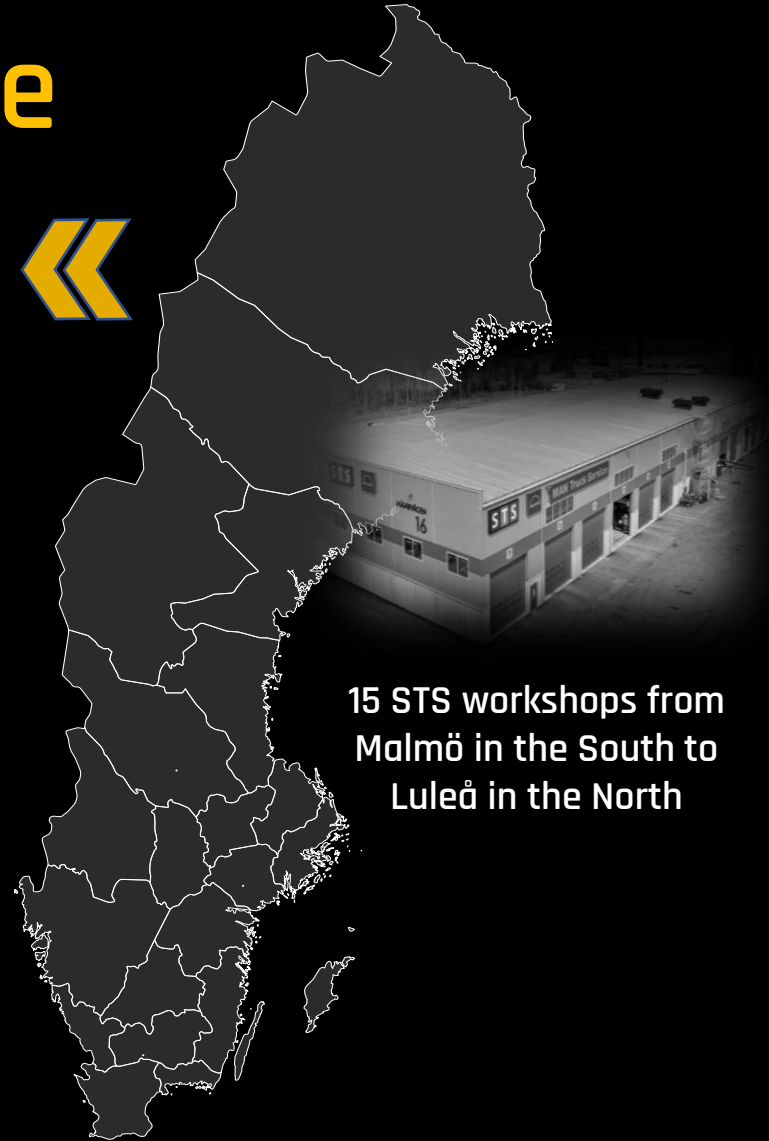 e
STS
16
STS
MAN Truck Service
15 STS workshops from
Malmö in the South to
Luleå in the North